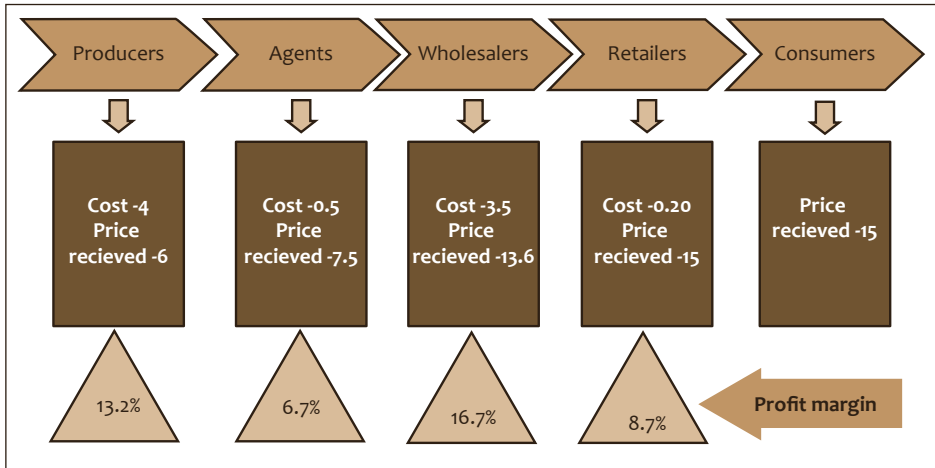 Producers
Agents
Wholesalers
Retailers
Consumers
Cost -4
Price
recieved -6
Cost -0.5
Price
recieved -7.5
Cost -3.5
Price
recieved -13.6
Cost -0.20
Price
recieved -15
Price
recieved -15
13.2%
6.7%
16.7%
8.7%
Profit margin